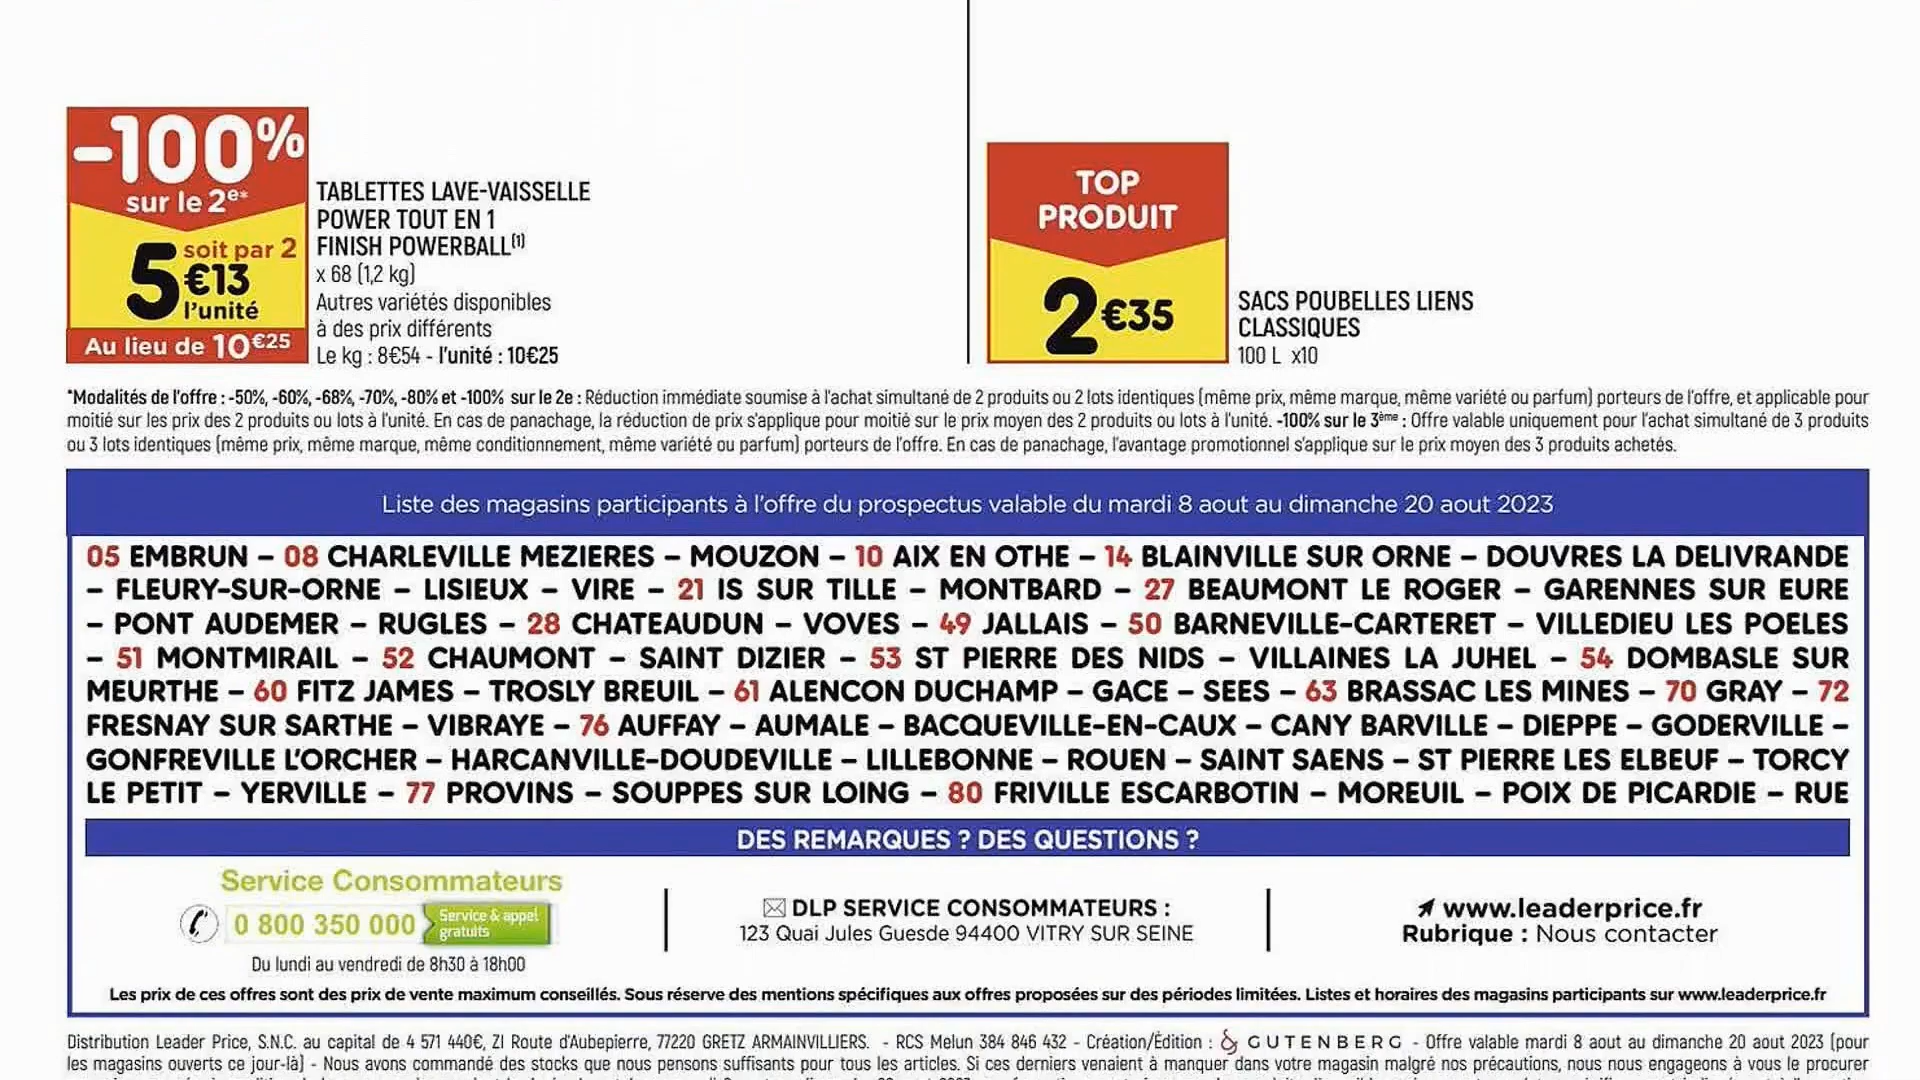 -100%
sur le 2e*
soit par 2
5€13
l'unité
Au lieu de 10€25
TABLETTES LAVE-VAISSELLE
POWER TOUT EN 1
FINISH POWERBALL(1)
x 68 (1,2 kg)
Autres variétés disponibles
à des prix différents
Le kg : 8€54 - l'unité : 10€25
TOP
PRODUIT
2€35
SACS POUBELLES LIENS
CLASSIQUES
100 L x10
*Modalités de l'offre : -50%, -60%, -68%, -70%, -80% et -100% sur le 2e : Réduction immédiate soumise à l'achat simultané de 2 produits ou 2 lots identiques (même prix, même marque, même variété ou parfum) porteurs de l'offre, et applicable pour
moitié sur les prix des 2 produits ou lots à l'unité. En cas de panachage, la réduction de prix s'applique pour moitié sur le prix moyen des 2 produits ou lots à l'unité. -100% sur le 3ème : Offre valable uniquement pour l'achat simultané de 3 produits
ou 3 lots identiques (même prix, même marque, même conditionnement, même variété ou parfum) porteurs de l'offre. En cas de panachage, l'avantage promotionnel s'applique sur le prix moyen des 3 produits achetés.
Liste des magasins participants à l'offre du prospectus valable du mardi 8 aout au dimanche 20 aout 2023
05 EMBRUN – 08 CHARLEVILLE MEZIERES – MOUZON – 10 AIX EN OTHE – 14 BLAINVILLE SUR ORNE – DOUVRES LA DELIVRANDE
– FLEURY-SUR-ORNE – LISIEUX – VIRE – 21 IS SUR TILLE – MONTBARD – 27 BEAUMONT LE ROGER – GARENNES SUR EURE
– PONT AUDEMER – RUGLES – 28 CHATEAUDUN – VOVES – 49 JALLAIS – 50 BARNEVILLE-CARTERET – VILLEDIEU LES POELES
– 51 MONTMIRAIL – 52 CHAUMONT – SAINT DIZIER – 53 ST PIERRE DES NIDS – VILLAINES LA JUHEL – 54 DOMBASLE SUR
MEURTHE – 60 FITZ JAMES – TROSLY BREUIL – 61 ALENCON DUCHAMP – GACE – SEES – 63 BRASSAC LES MINES – 70 GRAY – 72
FRESNAY SUR SARTHE – VIBRAYE – 76 AUFFAY – AUMALE – BACQUEVILLE-EN-CAUX – CANY BARVILLE – DIEPPE – GODERVILLE –
GONFREVILLE L'ORCHER – HARCANVILLE-DOUDEVILLE – LILLEBONNE – ROUEN – SAINT SAENS – ST PIERRE LES ELBEUF – TORCY
LE PETIT – YERVILLE – 77 PROVINS – SOUPPES SUR LOING – 80 FRIVILLE ESCARBOTIN – MOREUIL – POIX DE PICARDIE – RUE
DES REMARQUES ? DES QUESTIONS ?
Service Consommateurs
0 800 350 000
Service & appel
gratuits
Du lundi au vendredi de 8h30 à 18h00
DLP SERVICE CONSOMMATEURS :
123 Quai Jules Guesde 94400 VITRY SUR SEINE
www.leaderprice.fr
Rubrique : Nous contacter
Les prix de ces offres sont des prix de vente maximum conseillés. Sous réserve des mentions spécifiques aux offres proposées sur des périodes limitées. Listes et horaires des magasins participants sur www.leaderprice.fr
Distribution Leader Price, S.N.C. au capital de 4 571 440€, ZI Route d'Aubepierre, 77220 GRETZ ARMAINVILLIERS. - RCS Melun 384 846 432 - Création/Édition : GUTENBERG - Offre valable mardi 8 aout au dimanche 20 aout 2023 (pour
les magasins ouverts ce jour-là) - Nous avons commandé des stocks que nous pensons suffisants pour tous les articles. Si ces derniers venaient à manquer dans votre magasin malgré nos précautions, nous nous engageons à vous le procurer